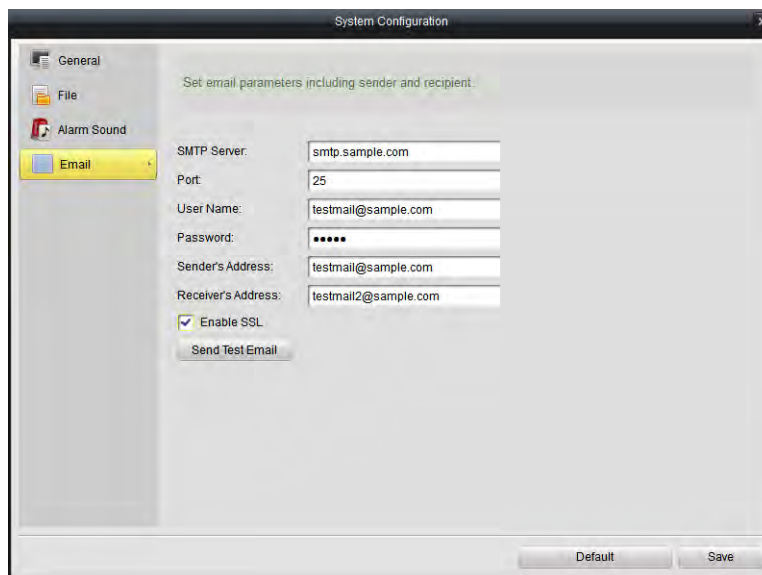 System Configuration
General
File
Alarm Sound
Email
Set email parameters including sender and recipient.
SMTP Server: smtp.sample.com
Port: 25
User Name: testmail@sample.com
Password: •••••
Sender's Address: testmail@sample.com
Receiver's Address: testmail2@sample.com
Enable SSL
Send Test Email
Default Save